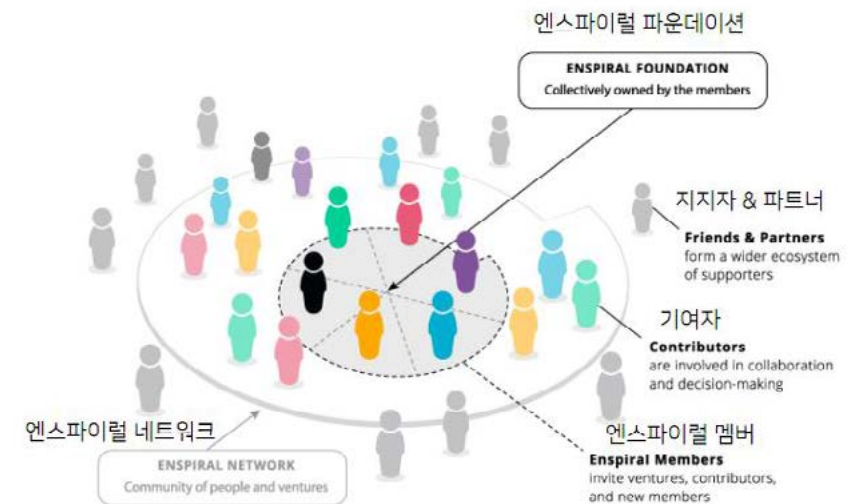 엔스파이럴 파운데이션
ENSPIRAL FOUNDATION
Collectively owned by the members
지지자 & 파트너
Friends & Partners
form a wider ecosystem
of supporters
기여자
Contributors
are involved in collaboration
and decision-making
엔스파이럴 네트워크
ENSPIRAL NETWORK
Community of people and ventures
엔스파이럴 멤버
Enspiral Members
invite ventures, contributors,
and new members